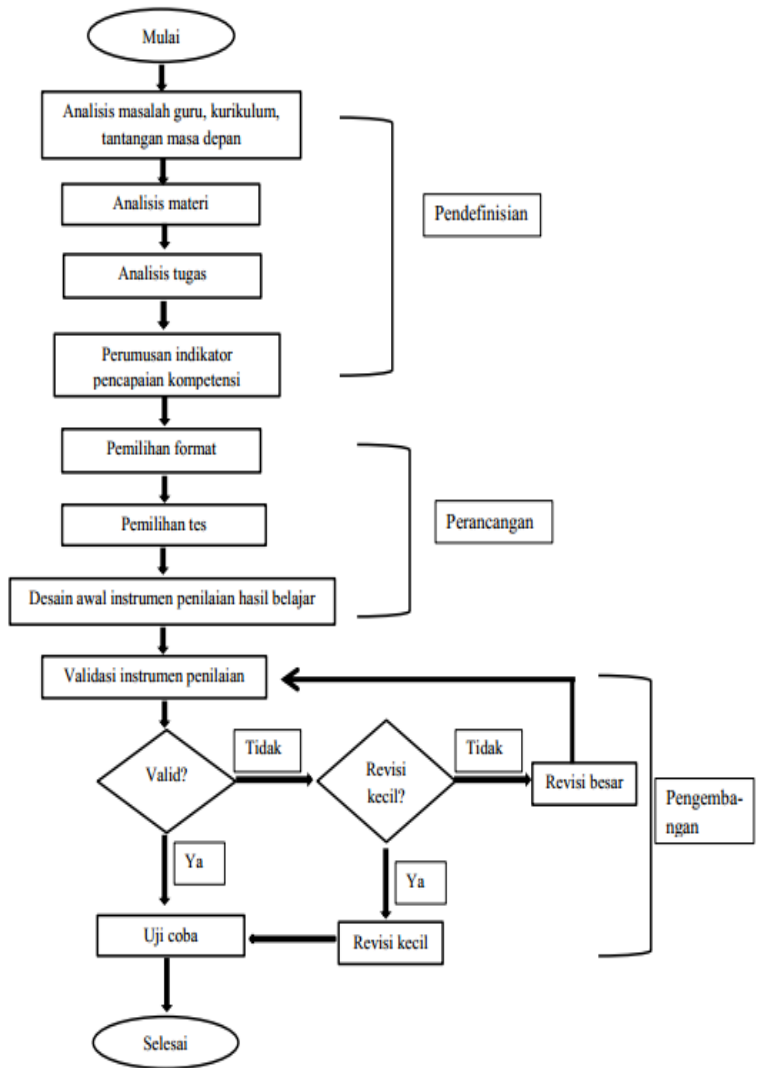 Mulai
Analisis masalah guru, kurikulum,
tantangan masa depan
Analisis materi
Pendefinisian
Analisis tugas
Perumusan indikator
pencapaian kompetensi
Pemilihan format
Pemilihan tes
Perancangan
Desain awal instrumen penilaian hasil belajar
Validasi instrumen penilaian
Valid?
Tidak
Revisi
kecil?
Tidak
Revisi besar
Pengemba-
ngan
Ya
Ya
Uji coba
Revisi kecil
Selesai